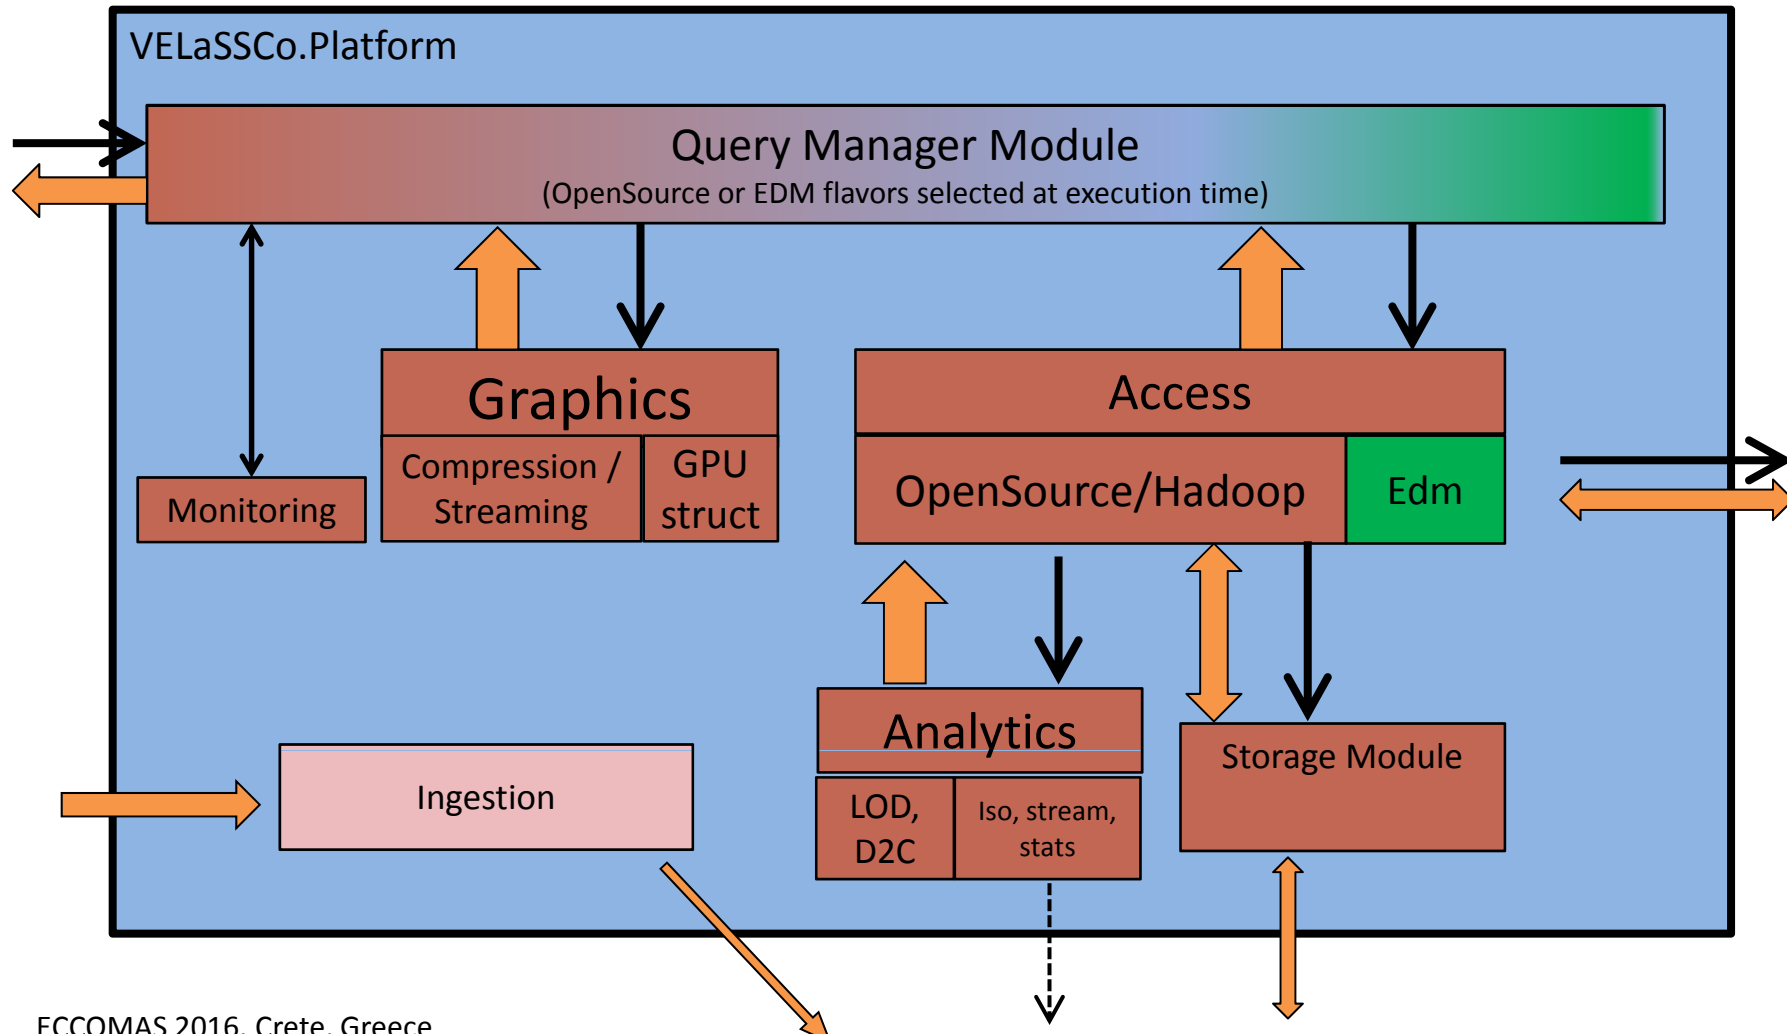 VELaSSCo.Platform
Query Manager Module
(OpenSource or EDM flavors selected at execution time)
Graphics
Compression /
Streaming
GPU
struct
Monitoring
Access
OpenSource/Hadoop
Edm
Analytics
LOD,
D2C
Iso, stream,
stats
Storage Module
Ingestion
ECCOMAS 2016, Crete, Greece